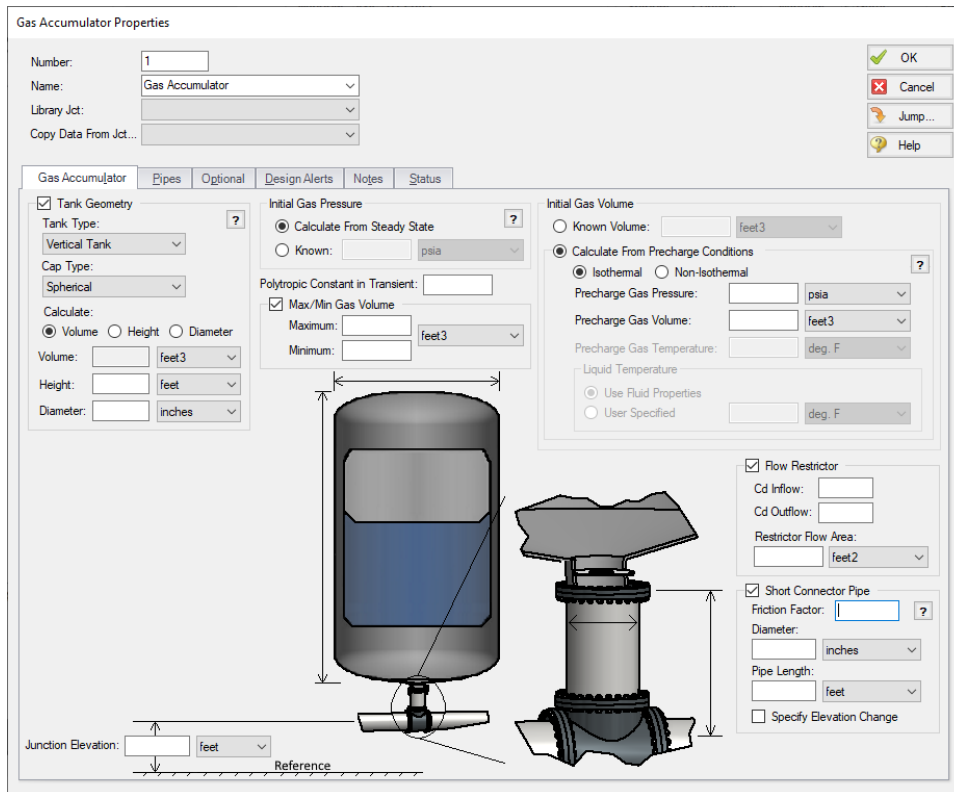 Gas Accumulator Properties
Number: 1
Name: Gas Accumulator
Library Jct:
Copy Data From Jct...
OK
Cancel
Jump...
Help
Gas Accumulator Pipes Optional Design Alerts Notes Status
Tank Geometry
?
Tank Type:
Vertical Tank
Cap Type:
Spherical
Calculate:
Volume Height Diameter
Volume: feet3
Height: feet
Diameter: inches
Initial Gas Pressure
Calculate From Steady State ?
Known: psia
Polytropic Constant in Transient:
Max/Min Gas Volume
Maximum:
feet3
Minimum:
Initial Gas Volume
Known Volume: feet3
Calculate From Precharge Conditions
?
Isothermal Non-Isothermal
Precharge Gas Pressure: psia
Precharge Gas Volume: feet3
Precharge Gas Temperature: deg. F
Liquid Temperature
Use Fluid Properties
User Specified deg. F
Flow Restrictor
Cd Inflow:
Cd Outflow:
Restrictor Flow Area:
feet2
Short Connector Pipe
Friction Factor: ?
Diameter:
inches
Pipe Length:
feet
Specify Elevation Change
Junction Elevation: feet
Reference